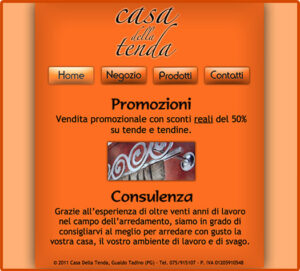 casa
della
tenda
Home Negozio Prodotti Contatti
Promozioni
Vendita promozionale con sconti reali del 50%
su tende e tendine.
Consulenza
Grazie all'esperienza di oltre venti anni di lavoro
nel campo dell'arredamento, siamo in grado di
consigliarvi al meglio per arredare con gusto la
vostra casa, il vostro ambiente di lavoro e di svago.
© 2011 Casa Della Tenda, Gualdo Tadino (PG) - Tel. 075/915107 - P. IVA 01205910548